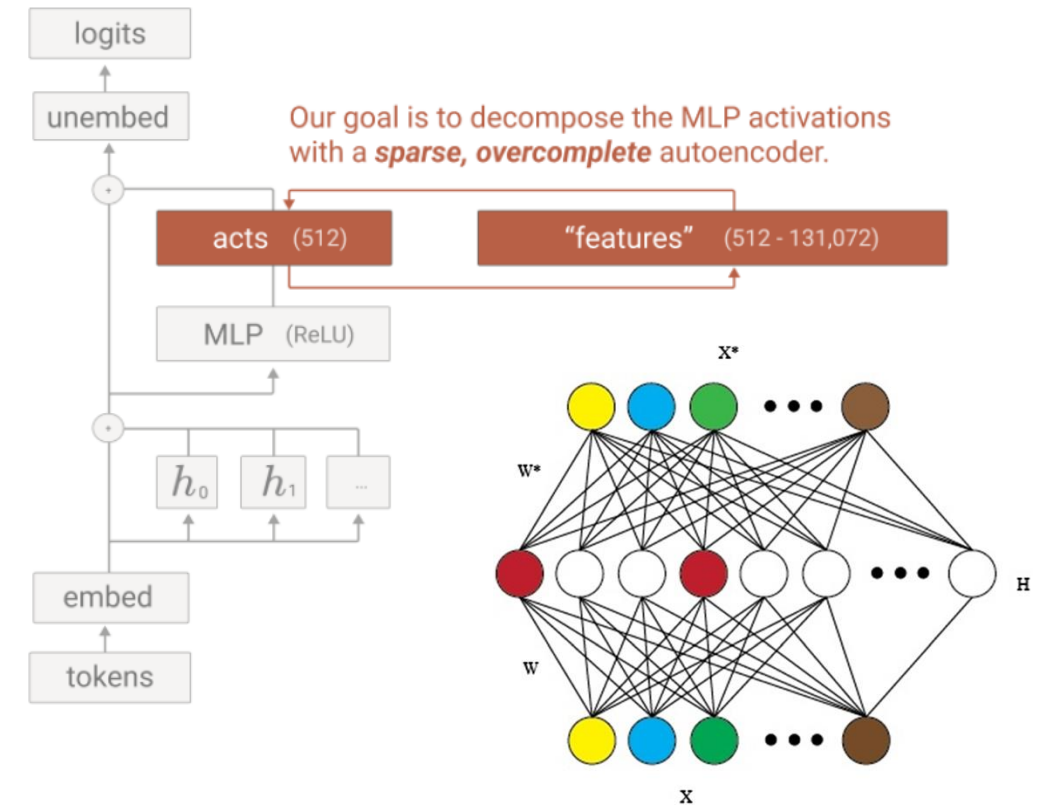 logits
unembed
Our goal is to decompose the MLP activations
with a sparse, overcomplete autoencoder.
+
acts (512)
“features” (512 - 131,072)
MLP (ReLU)
+
h₀
h₁
...
embed
tokens
X*
W*
H
W
X